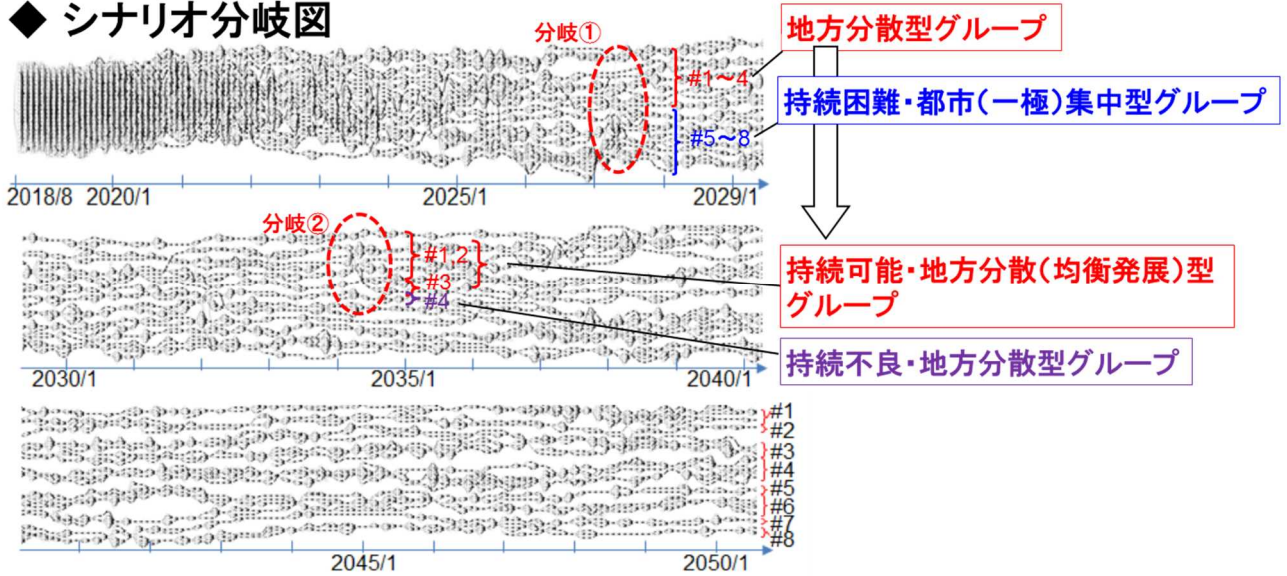 ◆ シナリオ分岐図
分岐①
地方分散型グループ
#1～4
持続困難・都市(一極)集中型グループ
#5～8
2018/8 2020/1 2025/1 2029/1
分岐②
#1,2
#3
#4
持続可能・地方分散(均衡発展)型
グループ
持続不良・地方分散型グループ
2030/1 2035/1 2040/1
#1
#2
#3
#4
#5
#6
#7
#8
2045/1 2050/1